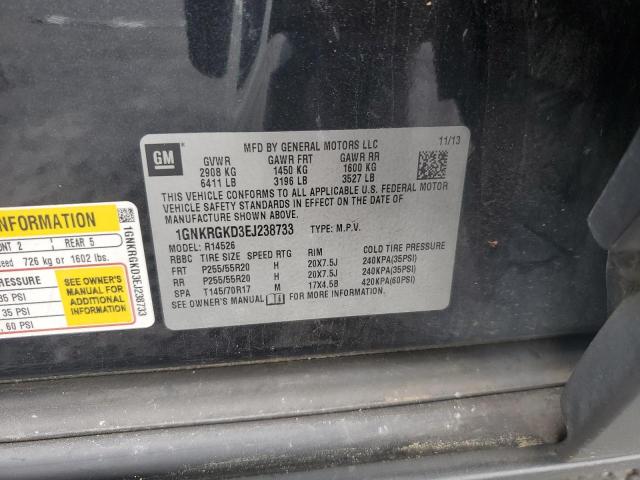 GM
MFD BY GENERAL MOTORS LLC 11/13
GVWR GAWR FRT GAWR RR
2908 KG 1450 KG 1600 KG
6411 LB 3196 LB 3527 LB
THIS VEHICLE CONFORMS TO ALL APPLICABLE U.S. FEDERAL MOTOR
VEHICLE SAFETY STANDARDS IN EFFECT ON THE DATE OF
MANUFACTURE SHOWN ABOVE.
1GNKRGKD3EJ238733 TYPE: M.P.V.
MODEL: R14526
RBBC TIRE SIZE SPEED RTG RIM COLD TIRE PRESSURE
FRT P255/55R20 H 20X7.5J 240KPA(35PSI)
RR P255/55R20 H 20X7.5J 240KPA(35PSI)
SPA T145/70R17 M 17X4.5B 420KPA(60PSI)
SEE OWNER'S MANUAL FOR ADDITIONAL INFORMATION.
INFORMATION
2 REAR 5
726 kg or 1602 lbs.
PRESSURE
35 PSI
35 PSI
, 60 PSI
SEE OWNER'S
MANUAL FOR
ADDITIONAL
INFORMATION
1GNKRGKD3EJ238733